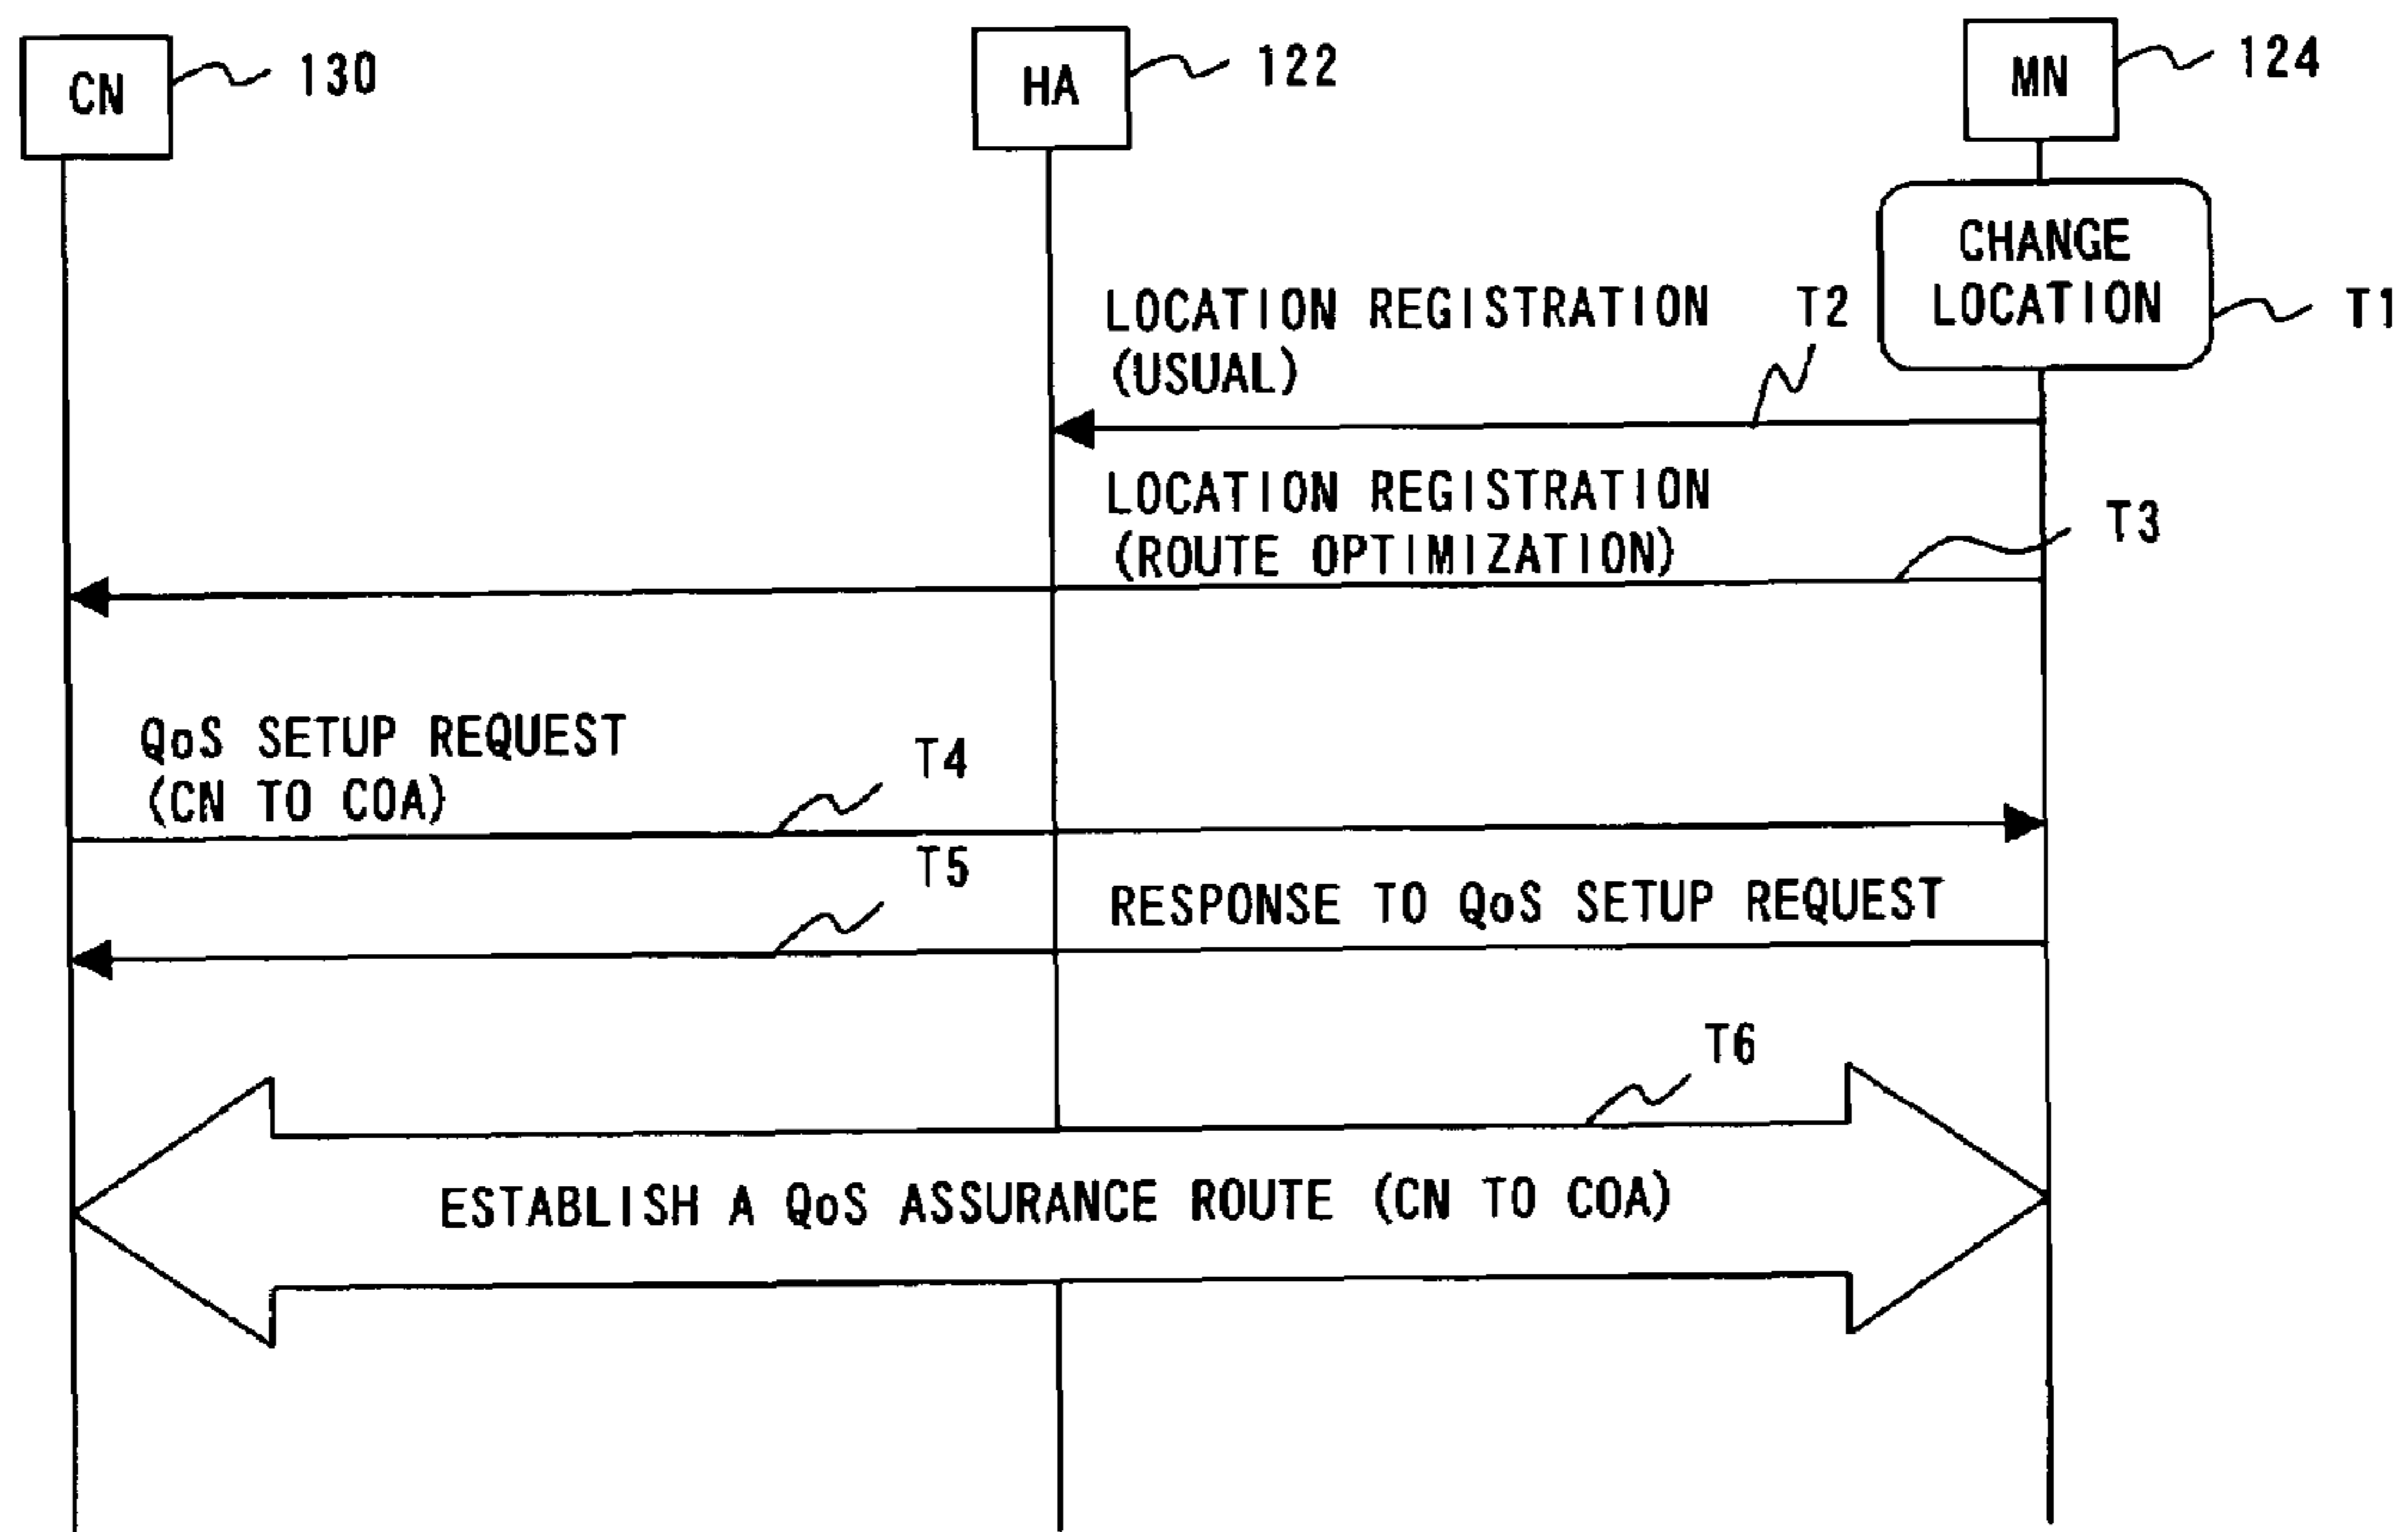 CN
130
HA
122
MN
124
CHANGE
LOCATION
T1
LOCATION REGISTRATION
(USUAL)
T2
LOCATION REGISTRATION
(ROUTE OPTIMIZATION)
T3
QoS SETUP REQUEST
(CN TO COA)
T4
T5
RESPONSE TO QoS SETUP REQUEST
T6
ESTABLISH A QoS ASSURANCE ROUTE (CN TO COA)